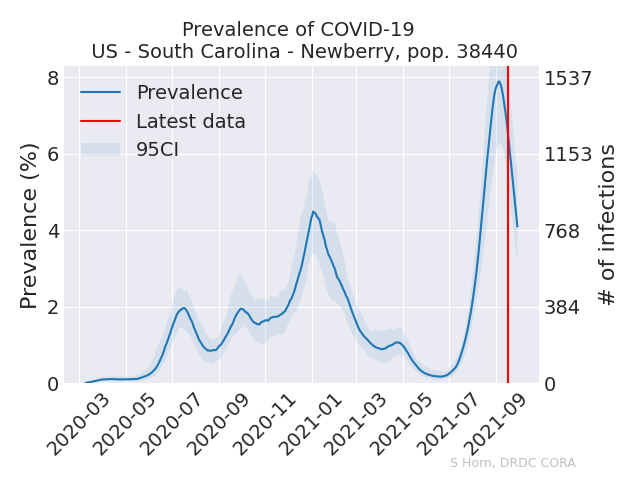 Prevalence of COVID-19
US - South Carolina - Newberry, pop. 38440
Prevalence
Latest data
95CI
Prevalence (%)
8
6
4
2
0
1537
1153
768
384
0
# of infections
2020-03
2020-05
2020-07
2020-09
2020-11
2021-01
2021-03
2021-05
2021-07
2021-09
S Horn, DRDC CORA